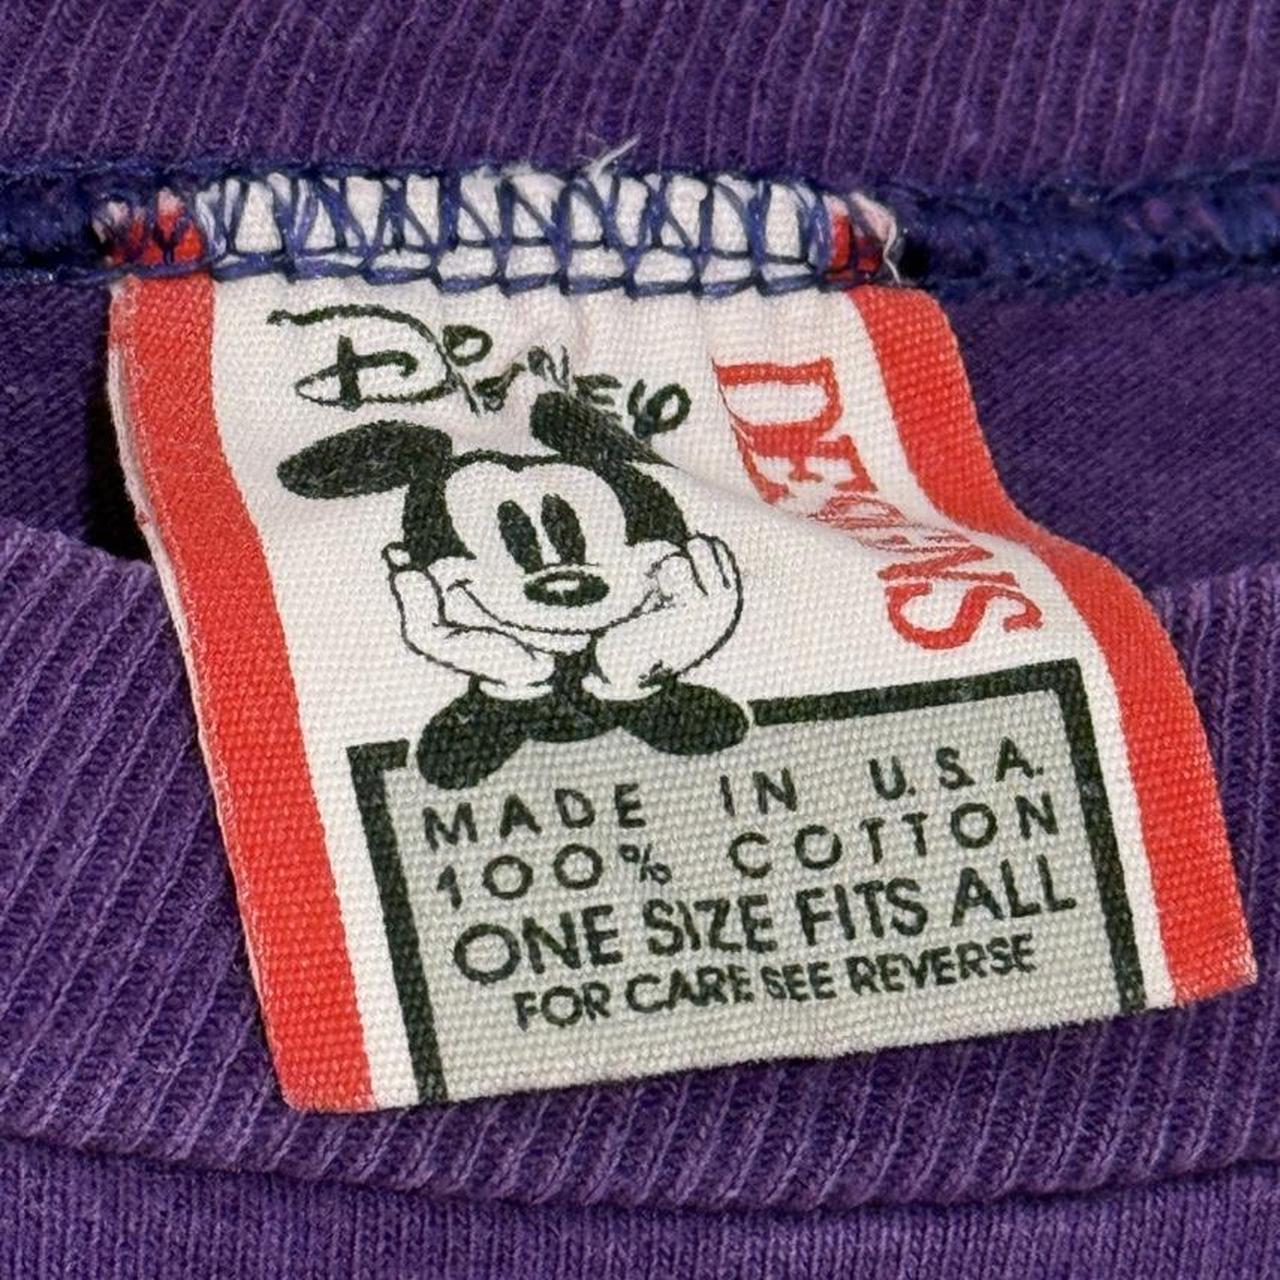 Disney
DESIGNS
MADE IN U.S.A.
100% COTTON
ONE SIZE FITS ALL
FOR CARE SEE REVERSE